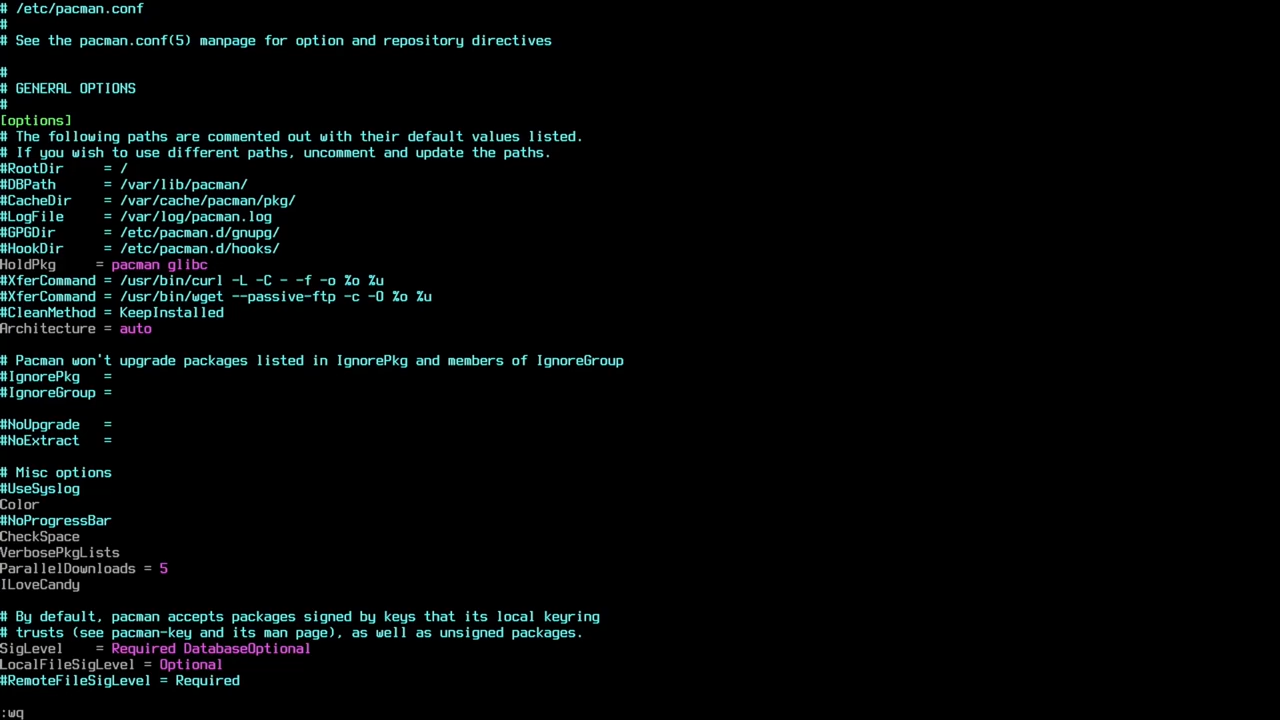 # /etc/pacman.conf
#
# See the pacman.conf(5) manpage for option and repository directives
#
# GENERAL OPTIONS
#
[options]
# The following paths are commented out with their default values listed.
# If you wish to use different paths, uncomment and update the paths.
#RootDir     = /
#DBPath      = /var/lib/pacman/
#CacheDir    = /var/cache/pacman/pkg/
#LogFile     = /var/log/pacman.log
#GPGDir      = /etc/pacman.d/gnupg/
#HookDir     = /etc/pacman.d/hooks/
HoldPkg     = pacman glibc
#XferCommand = /usr/bin/curl -L -C - -f -o %o %u
#XferCommand = /usr/bin/wget --passive-ftp -c -O %o %u
#CleanMethod = KeepInstalled
Architecture = auto
# Pacman won't upgrade packages listed in IgnorePkg and members of IgnoreGroup
#IgnorePkg   =
#IgnoreGroup =
#NoUpgrade   =
#NoExtract   =
# Misc options
#UseSyslog
Color
#NoProgressBar
CheckSpace
VerbosePkgLists
ParallelDownloads = 5
ILoveCandy
# By default, pacman accepts packages signed by keys that its local keyring
# trusts (see pacman-key and its man page), as well as unsigned packages.
SigLevel    = Required DatabaseOptional
LocalFileSigLevel = Optional
#RemoteFileSigLevel = Required
:wq